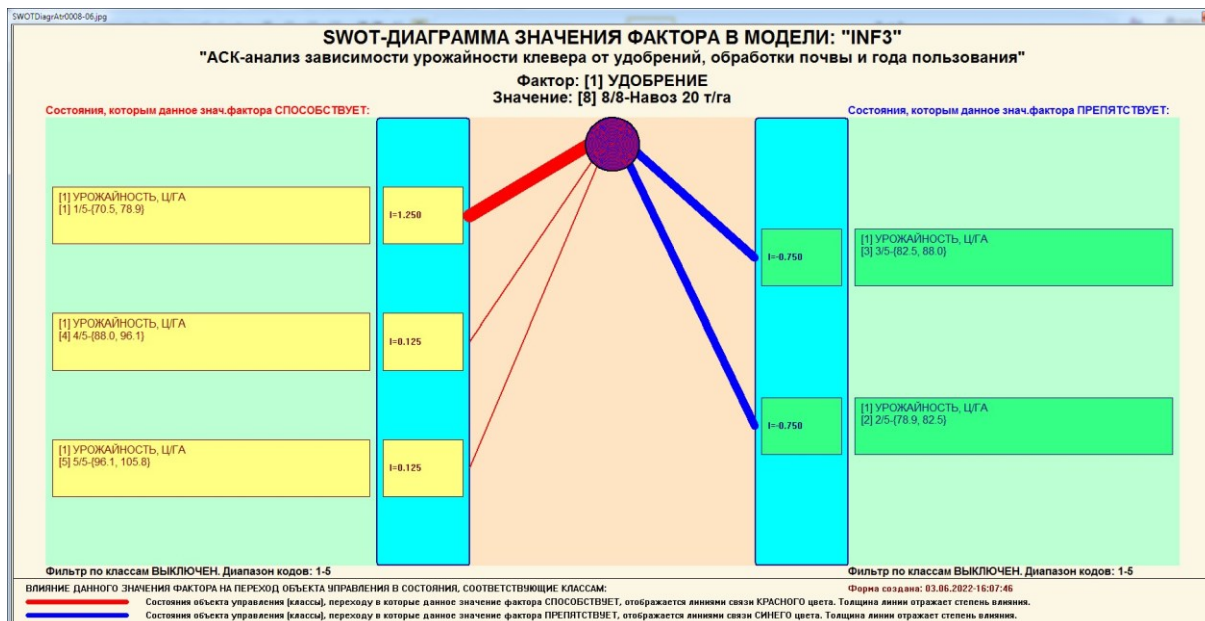 SWOTDiagrAtr0008-06.jpg
SWOT-ДИАГРАММА ЗНАЧЕНИЯ ФАКТОРА В МОДЕЛИ: "INF3"
"АСК-анализ зависимости урожайности клевера от удобрений, обработки почвы и года пользования"
Фактор: [1] УДОБРЕНИЕ
Значение: [8] 8/8-Навоз 20 т/га
Состояния, которым данное знач.фактора СПОСОБСТВУЕТ:
Состояния, которым данное знач.фактора ПРЕПЯТСТВУЕТ:
[1] УРОЖАЙНОСТЬ, Ц/ГА
[1] 1/5-{70.5, 78.9}
I=1.250
[1] УРОЖАЙНОСТЬ, Ц/ГА
[4] 4/5-{88.0, 96.1}
I=0.125
[1] УРОЖАЙНОСТЬ, Ц/ГА
[5] 5/5-{96.1, 105.8}
I=0.125
I=-0.750
[1] УРОЖАЙНОСТЬ, Ц/ГА
[3] 3/5-{82.5, 88.0}
I=-0.750
[1] УРОЖАЙНОСТЬ, Ц/ГА
[2] 2/5-{78.9, 82.5}
Фильтр по классам ВЫКЛЮЧЕН. Диапазон кодов: 1-5
Фильтр по классам ВЫКЛЮЧЕН. Диапазон кодов: 1-5
ВЛИЯНИЕ ДАННОГО ЗНАЧЕНИЯ ФАКТОРА НА ПЕРЕХОД ОБЪЕКТА УПРАВЛЕНИЯ В СОСТОЯНИЯ, СООТВЕТСТВУЮЩИЕ КЛАССАМ:
Форма создана: 03.06.2022-16:07:46
Состояния объекта управления [классы], переходу в которые данное значение фактора СПОСОБСТВУЕТ, отображается линиями связи КРАСНОГО цвета. Толщина линии отражает степень влияния.
Состояния объекта управления [классы], переходу в которые данное значение фактора ПРЕПЯТСТВУЕТ, отображается линиями связи СИНЕГО цвета. Толщина линии отражает степень влияния.